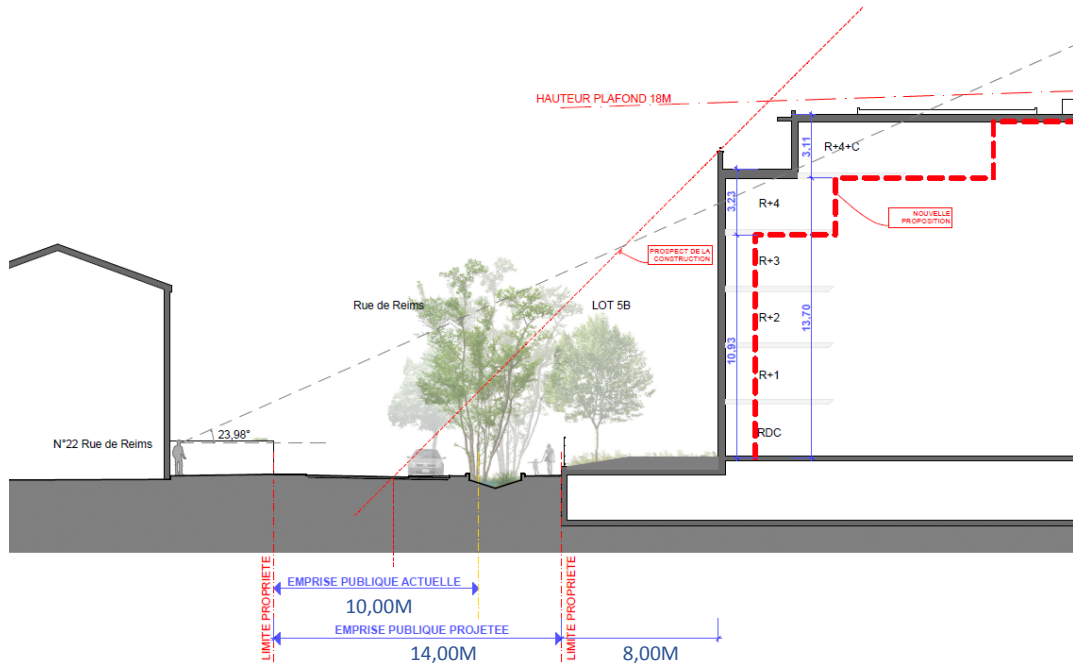 HAUTEUR PLAFOND 18M
R+4+C
3,11
R+4
3,23
NOUVELLE
PROPOSITION
PROSPECT DE LA
CONSTRUCTION
R+3
Rue de Reims
LOT 5B
R+2
13,70
10,93
R+1
23,98°
N°22 Rue de Reims
RDC
LIMITE PROPRIETE
EMPRISE PUBLIQUE ACTUELLE
10,00M
EMPRISE PUBLIQUE PROJETEE
14,00M
LIMITE PROPRIETE
8,00M